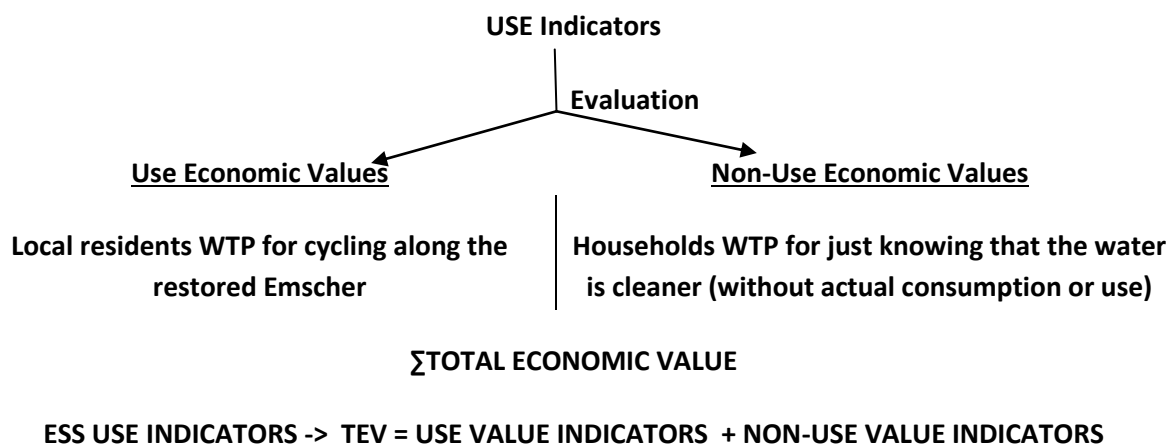 USE Indicators
Evaluation
Use Economic Values
Non-Use Economic Values
Local residents WTP for cycling along the
restored Emscher
Households WTP for just knowing that the water
is cleaner (without actual consumption or use)
∑TOTAL ECONOMIC VALUE
ESS USE INDICATORS -> TEV = USE VALUE INDICATORS + NON-USE VALUE INDICATORS